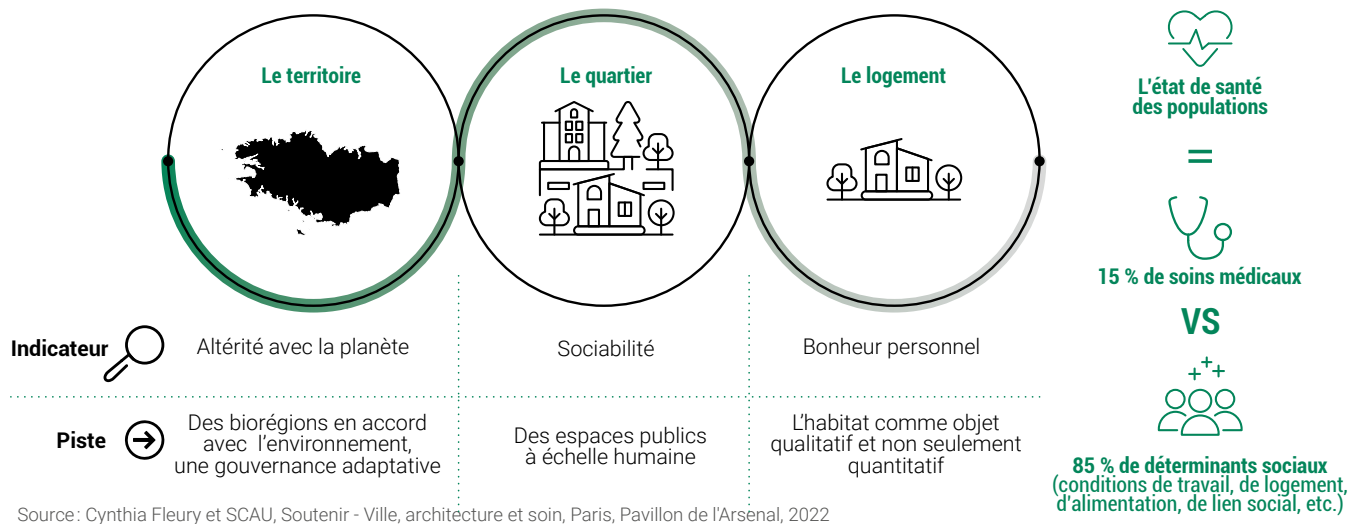 Le territoire
Le quartier
Le logement
Indicateur
Altérité avec la planète
Sociabilité
Bonheur personnel
Piste
Des biorégions en accord
avec l'environnement,
une gouvernance adaptative
Des espaces publics
à échelle humaine
L'habitat comme objet
qualitatif et non seulement
quantitatif
L'état de santé
des populations
=
15 % de soins médicaux
VS
+++
85 % de déterminants sociaux
(conditions de travail, de logement,
d'alimentation, de lien social, etc.)
Source : Cynthia Fleury et SCAU, Soutenir - Ville, architecture et soin, Paris, Pavillon de l'Arsenal, 2022